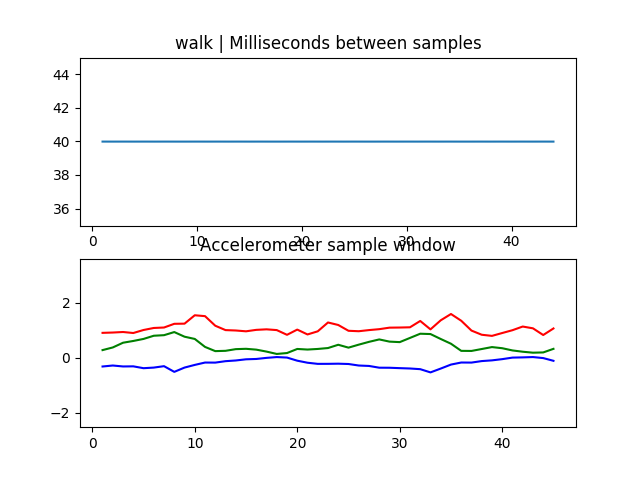 walk | Milliseconds between samples
44
42
40
38
36
0 10 20 30 40
Accelerometer sample window
2
0
−2
0 10 20 30 40